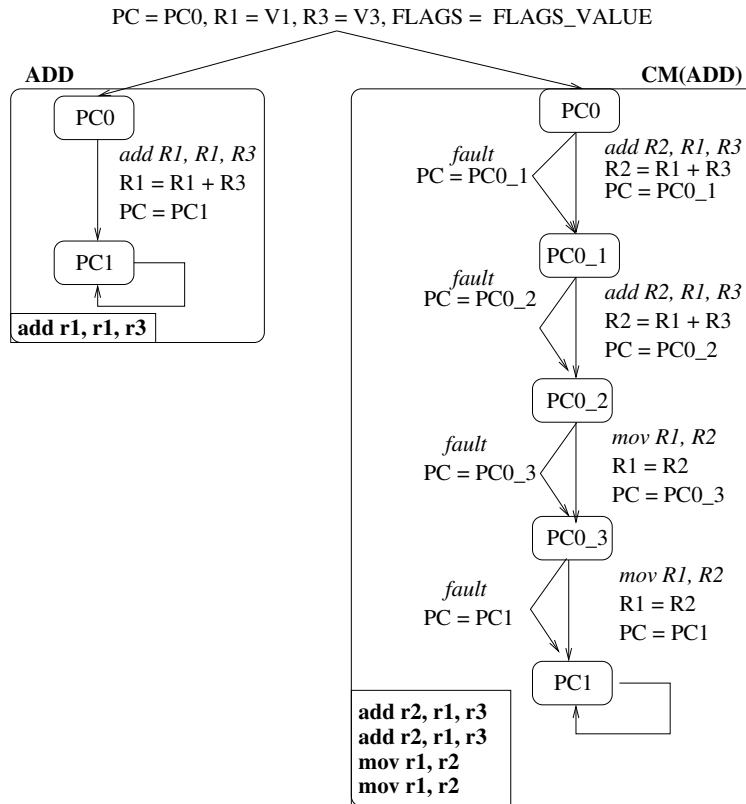 PC = PC0, R1 = V1, R3 = V3, FLAGS = FLAGS_VALUE
ADD
PC0
add R1, R1, R3
R1 = R1 + R3
PC = PC1
PC1
add r1, r1, r3
CM(ADD)
PC0
fault
PC = PC0_1
add R2, R1, R3
R2 = R1 + R3
PC = PC0_1
PC0_1
fault
PC = PC0_2
add R2, R1, R3
R2 = R1 + R3
PC = PC0_2
PC0_2
fault
PC = PC0_3
mov R1, R2
R1 = R2
PC = PC0_3
PC0_3
fault
PC = PC1
mov R1, R2
R1 = R2
PC = PC1
PC1
add r2, r1, r3
add r2, r1, r3
mov r1, r2
mov r1, r2